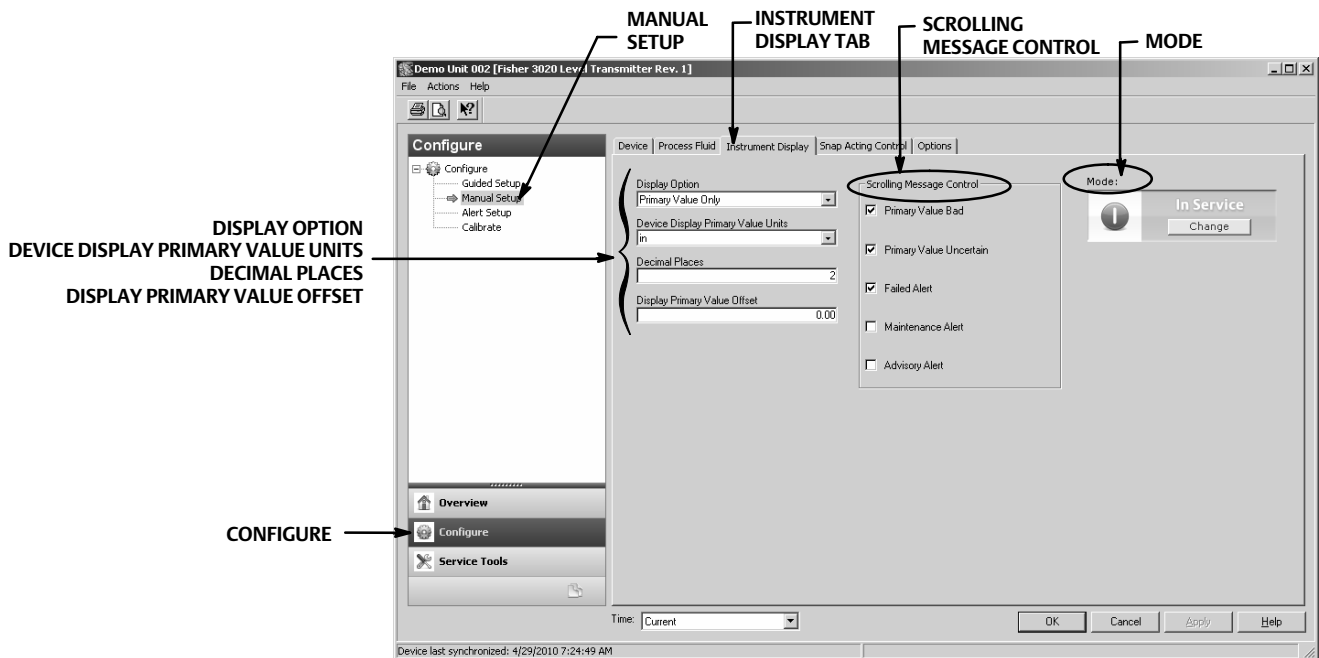 MANUAL
SETUP
INSTRUMENT
DISPLAY TAB
SCROLLING
MESSAGE CONTROL
MODE
Demo Unit 002 [Fisher 3020 Level Transmitter Rev. 1]
File Actions Help
Configure
Configure
Guided Setup
Manual Setup
Alert Setup
Calibrate
Device
Process Fluid
Instrument Display
Snap Acting Control
Options
Display Option
Primary Value Only
Device Display Primary Value Units
in
Decimal Places
2
Display Primary Value Offset
0.00
Scrolling Message Control
Primary Value Bad
Primary Value Uncertain
Failed Alert
Maintenance Alert
Advisory Alert
Mode:
In Service
Change
DISPLAY OPTION
DEVICE DISPLAY PRIMARY VALUE UNITS
DECIMAL PLACES
DISPLAY PRIMARY VALUE OFFSET
Overview
CONFIGURE
Configure
Service Tools
Time: Current
OK
Cancel
Apply
Help
Device last synchronized: 4/29/2010 7:24:49 AM